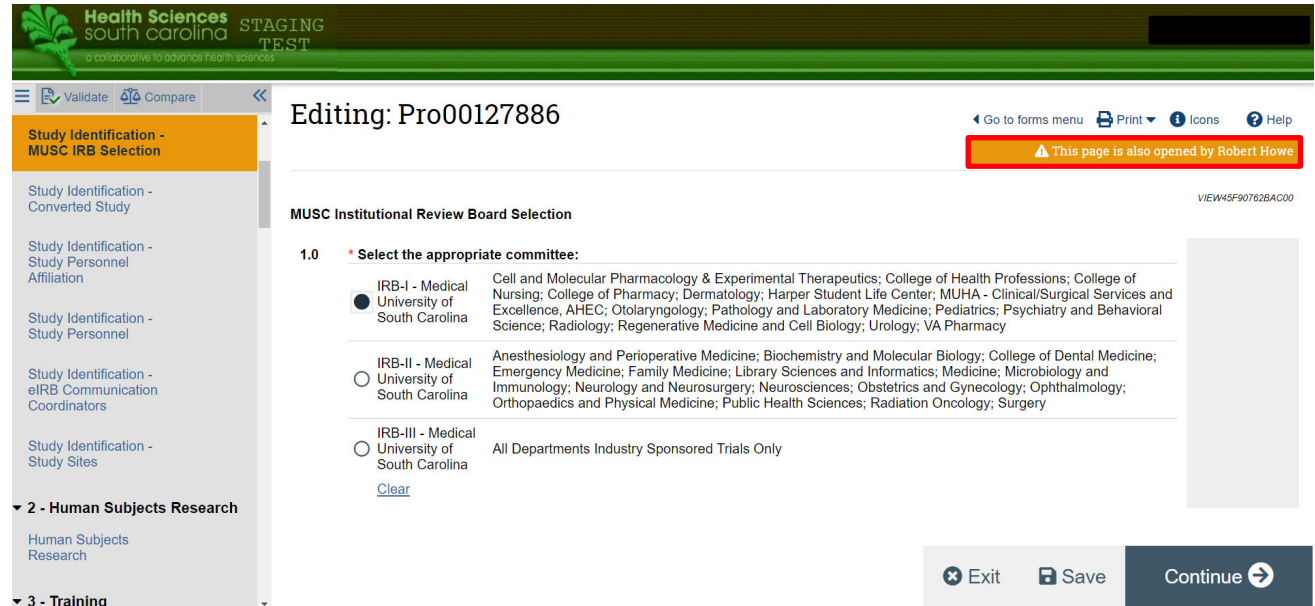 Health Sciences
south carolina
a collaborative to advance health sciences
STAGING
TEST
Validate Compare
Study Identification -
MUSC IRB Selection
Study Identification -
Converted Study
Study Identification -
Study Personnel
Affiliation
Study Identification -
Study Personnel
Study Identification -
eIRB Communication
Coordinators
Study Identification -
Study Sites
2 - Human Subjects Research
Human Subjects
Research
3 - Training
Editing: Pro00127886
Go to forms menu Print Icons Help
This page is also opened by Robert Howe
VIEW45F90762BAC00
MUSC Institutional Review Board Selection
1.0 * Select the appropriate committee:
IRB-I - Medical
University of
South Carolina
Cell and Molecular Pharmacology & Experimental Therapeutics; College of Health Professions; College of
Nursing; College of Pharmacy; Dermatology; Harper Student Life Center; MUHA - Clinical/Surgical Services and
Excellence, AHEC; Otolaryngology; Pathology and Laboratory Medicine; Pediatrics; Psychiatry and Behavioral
Science; Radiology; Regenerative Medicine and Cell Biology; Urology; VA Pharmacy
IRB-II - Medical
University of
South Carolina
Anesthesiology and Perioperative Medicine; Biochemistry and Molecular Biology; College of Dental Medicine;
Emergency Medicine; Family Medicine; Library Sciences and Informatics; Medicine; Microbiology and
Immunology; Neurology and Neurosurgery; Neurosciences; Obstetrics and Gynecology; Ophthalmology;
Orthopaedics and Physical Medicine; Public Health Sciences; Radiation Oncology; Surgery
IRB-III - Medical
University of
South Carolina
All Departments Industry Sponsored Trials Only
Clear
Exit Save Continue